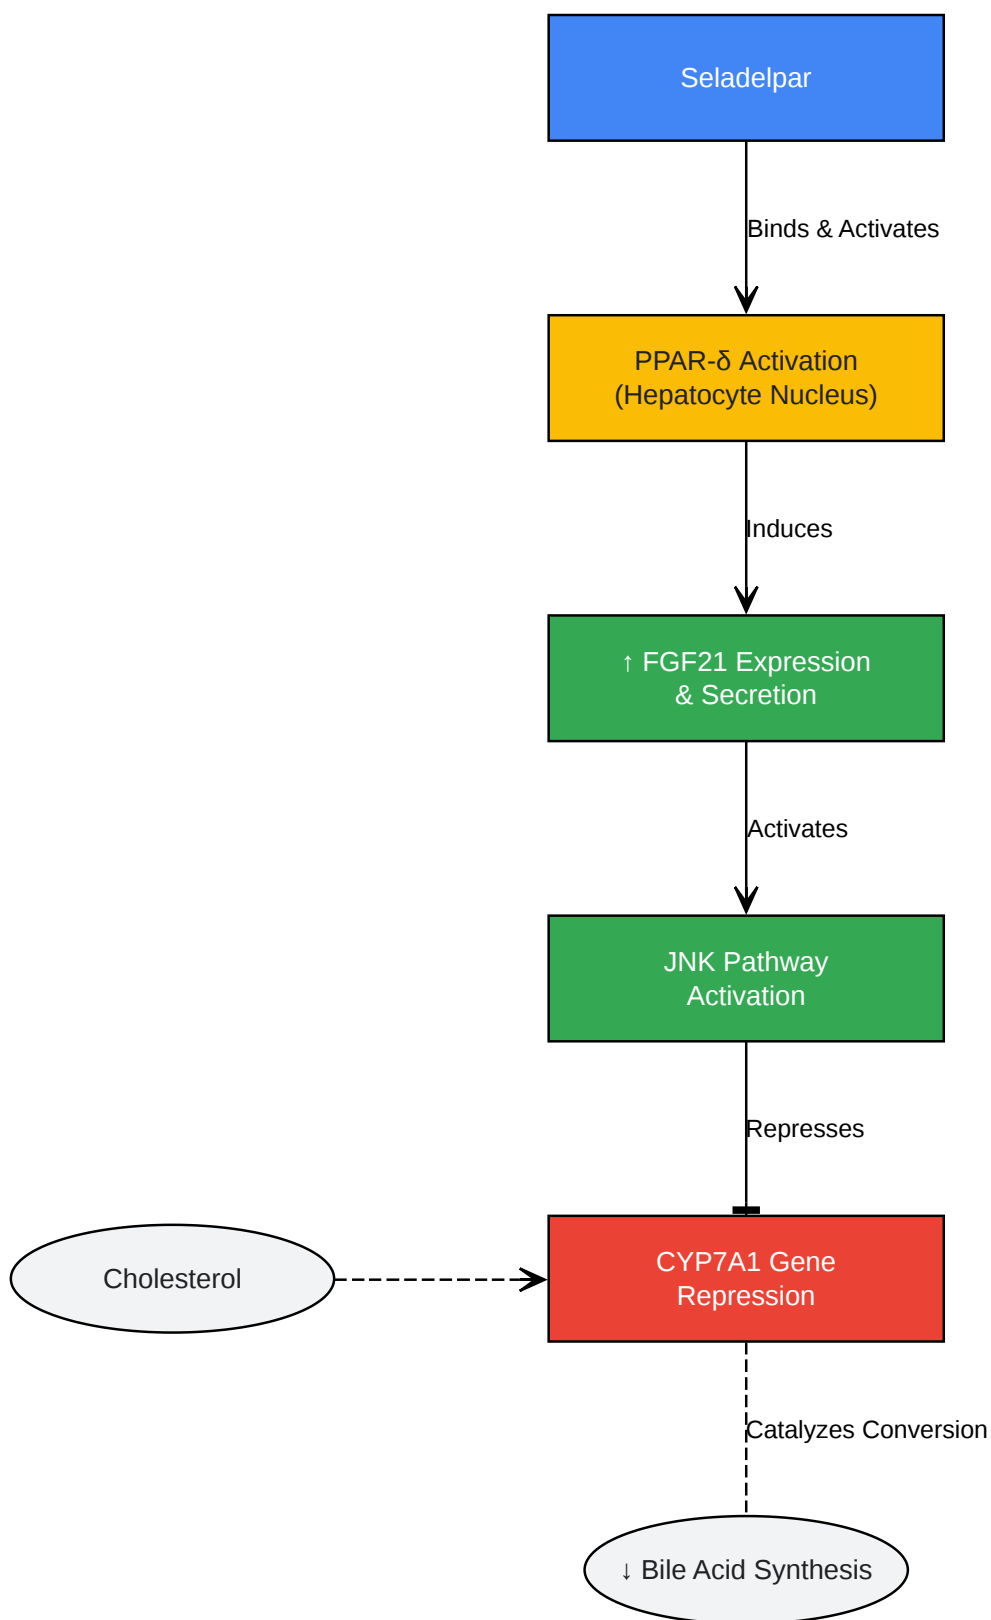 Seladelpar
Binds & Activates
PPAR-δ Activation
(Hepatocyte Nucleus)
Induces
↑ FGF21 Expression
& Secretion
Activates
JNK Pathway
Activation
Represses
Cholesterol
CYP7A1 Gene
Repression
Catalyzes Conversion
↓ Bile Acid Synthesis